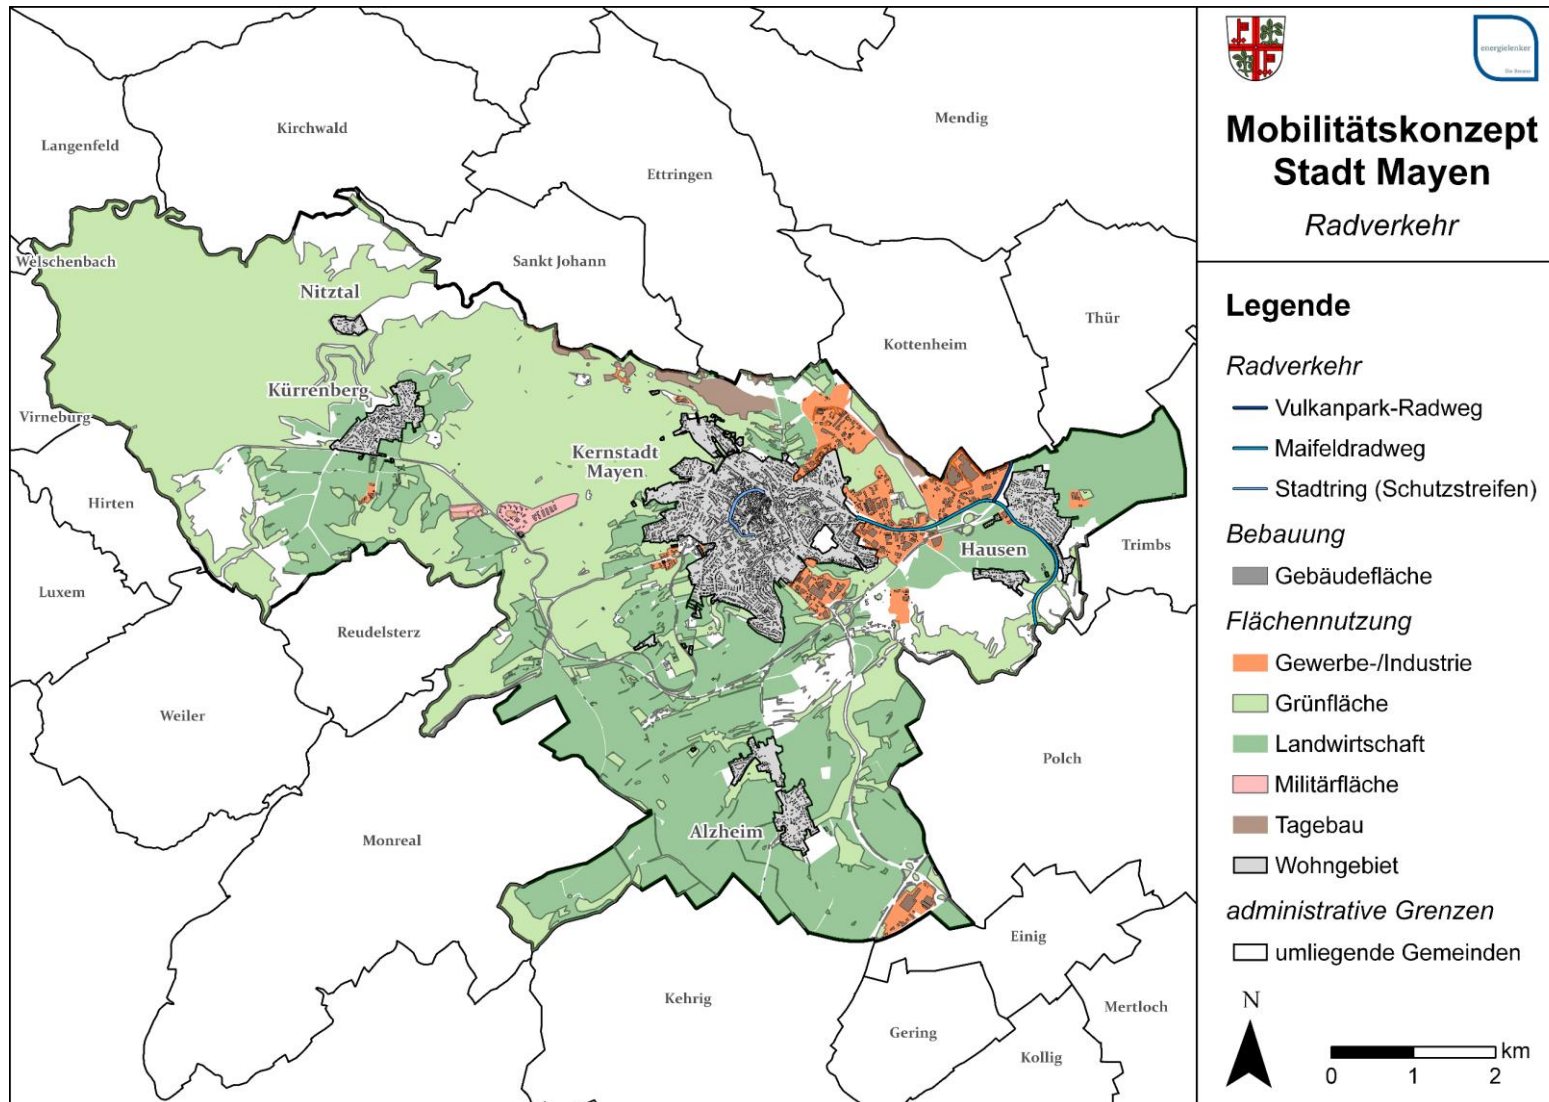 Mendig
Kirchwald
Langenfeld
Ettringen
Welschenbach
Sankt Johann
Nitztal
Thür
Kottenheim
Kürrenberg
Virneburg
Kernstadt
Mayen
Hirten
Hausen
Trimbs
Luxem
Reudelsterz
Weiler
Polch
Alzheim
Monreal
Einig
Kehrig
Mertloch
Gering
Kollig
energielenker
Die Berater
Mobilitätskonzept
Stadt Mayen
Radverkehr
Legende
Radverkehr
Vulkanpark-Radweg
Maifeldradweg
Stadtring (Schutzstreifen)
Bebauung
Gebäudefläche
Flächennutzung
Gewerbe-/Industrie
Grünfläche
Landwirtschaft
Militärfläche
Tagebau
Wohngebiet
administrative Grenzen
umliegende Gemeinden
N
km
0 1 2